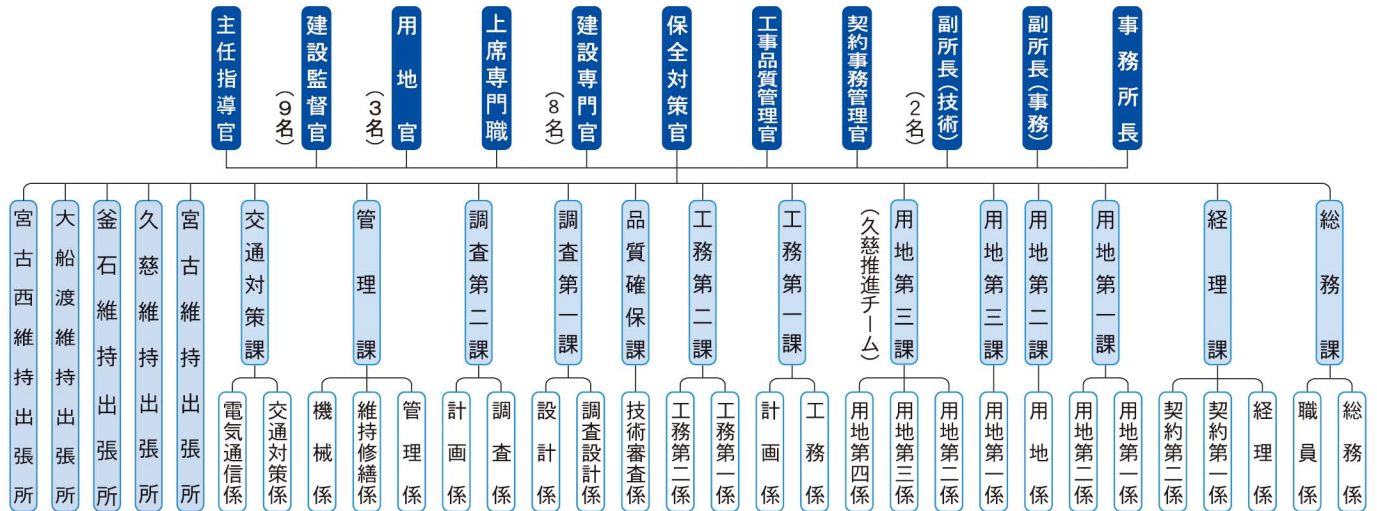 事務所長
副所長(事務)
副所長(技術)
(2名)
契約事務管理官
工事品質管理官
保全対策官
建設専門官
(8名)
上席専門職
用地官
(3名)
建設監督官
(9名)
主任指導官
総務課
経理課
用地第一課
用地第二課
用地第三課
用地第三課
(久慈推進チーム)
工務第一課
工務第二課
品質確保課
調査第一課
調査第二課
管理課
交通対策課
宮古維持出張所
久慈維持出張所
釜石維持出張所
大船渡維持出張所
宮古西維持出張所
総務係
職員係
経理係
契約第一係
契約第二係
用地第一係
用地第二係
用地係
用地第一係
用地第二係
用地第三係
用地第四係
工務係
計画係
工務第一係
工務第二係
技術審査係
調査設計係
設計係
調査係
計画係
管理係
維持修繕係
機械係
交通対策係
電気通信係